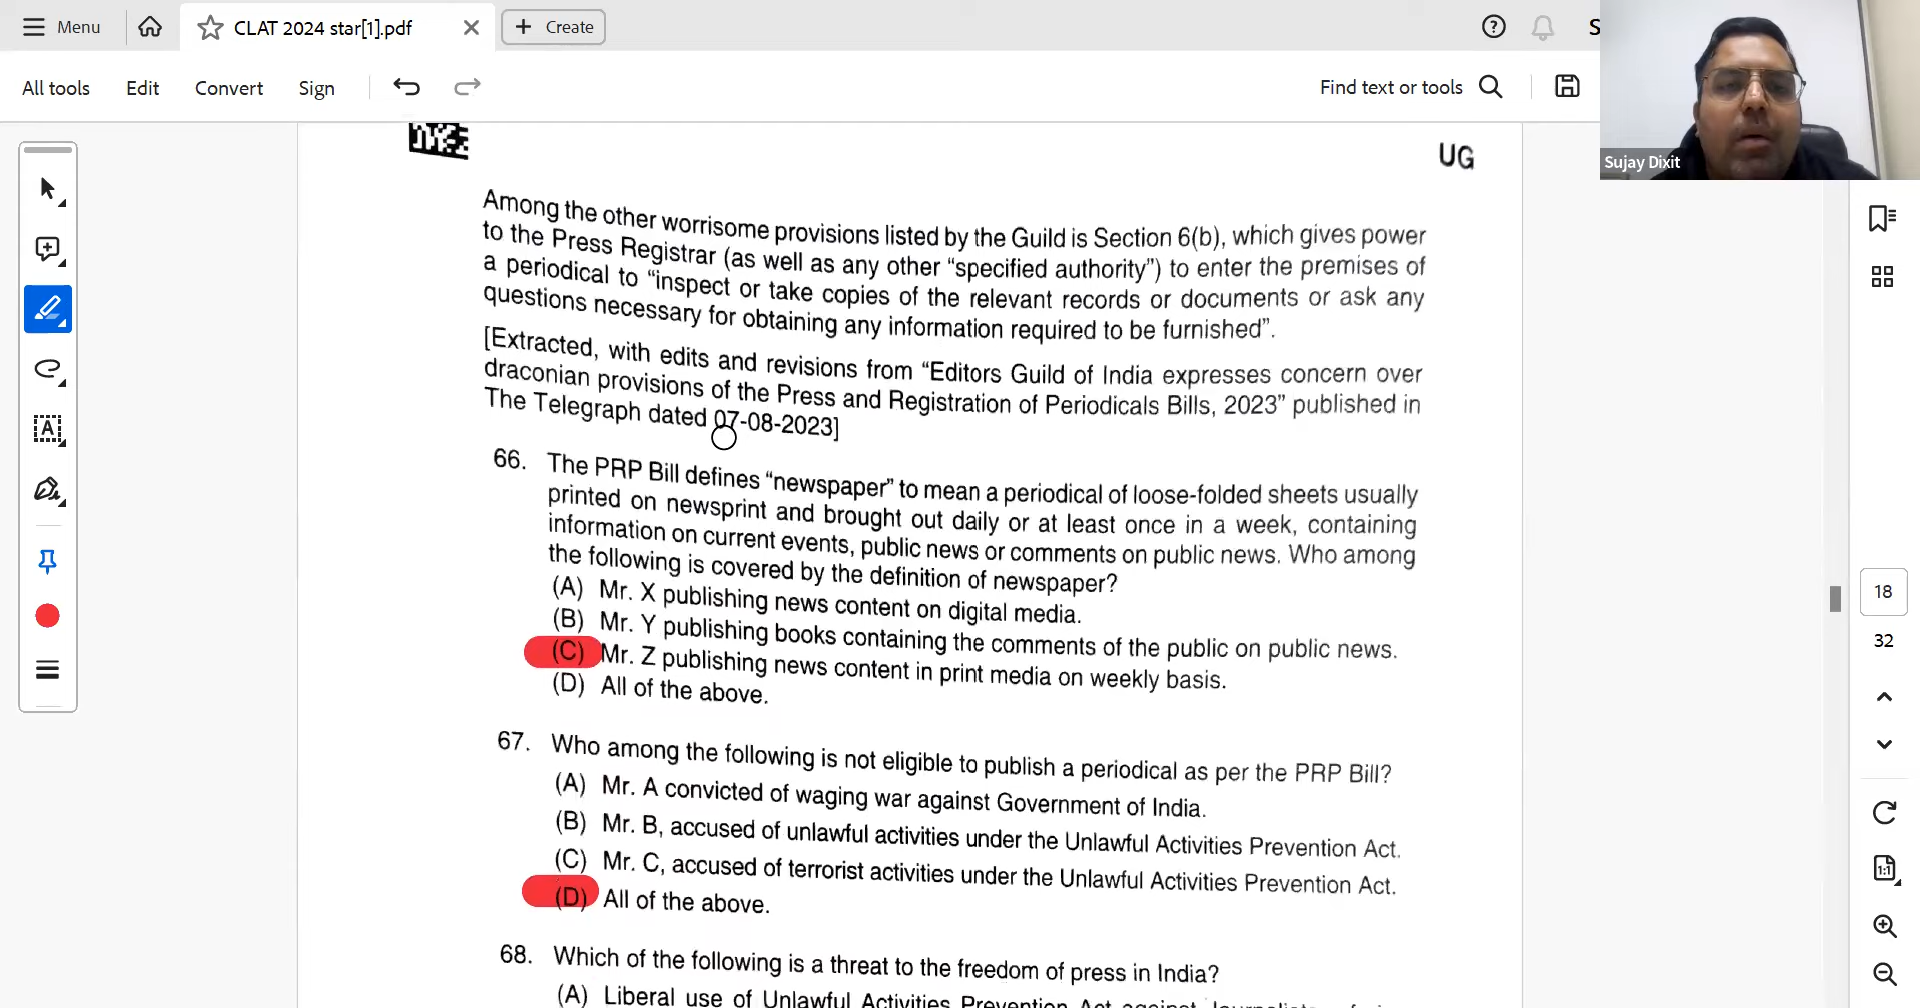 Menu
CLAT 2024 star[1].pdf
Create
S
All tools
Edit
Convert
Sign
Find text or tools
Sujay Dixit
UG
Among the other worrisome provisions listed by the Guild is Section 6(b), which gives power
to the Press Registrar (as well as any other “specified authority”) to enter the premises of
a periodical to “inspect or take copies of the relevant records or documents or ask any
questions necessary for obtaining any information required to be furnished”.
[Extracted, with edits and revisions from “Editors Guild of India expresses concern over
draconian provisions of the Press and Registration of Periodicals Bills, 2023” published in
The Telegraph dated 07-08-2023]
66. The PRP Bill defines “newspaper” to mean a periodical of loose-folded sheets usually
printed on newsprint and brought out daily or at least once in a week, containing
information on current events, public news or comments on public news. Who among
the following is covered by the definition of newspaper?
(A) Mr. X publishing news content on digital media.
(B) Mr. Y publishing books containing the comments of the public on public news.
(C) Mr. Z publishing news content in print media on weekly basis.
(D) All of the above.
67. Who among the following is not eligible to publish a periodical as per the PRP Bill?
(A) Mr. A convicted of waging war against Government of India.
(B) Mr. B, accused of unlawful activities under the Unlawful Activities Prevention Act.
(C) Mr. C, accused of terrorist activities under the Unlawful Activities Prevention Act.
(D) All of the above.
68. Which of the following is a threat to the freedom of press in India?
(A) Liberal use of Unlawful Activities Prevention Act against
18
32
1:1